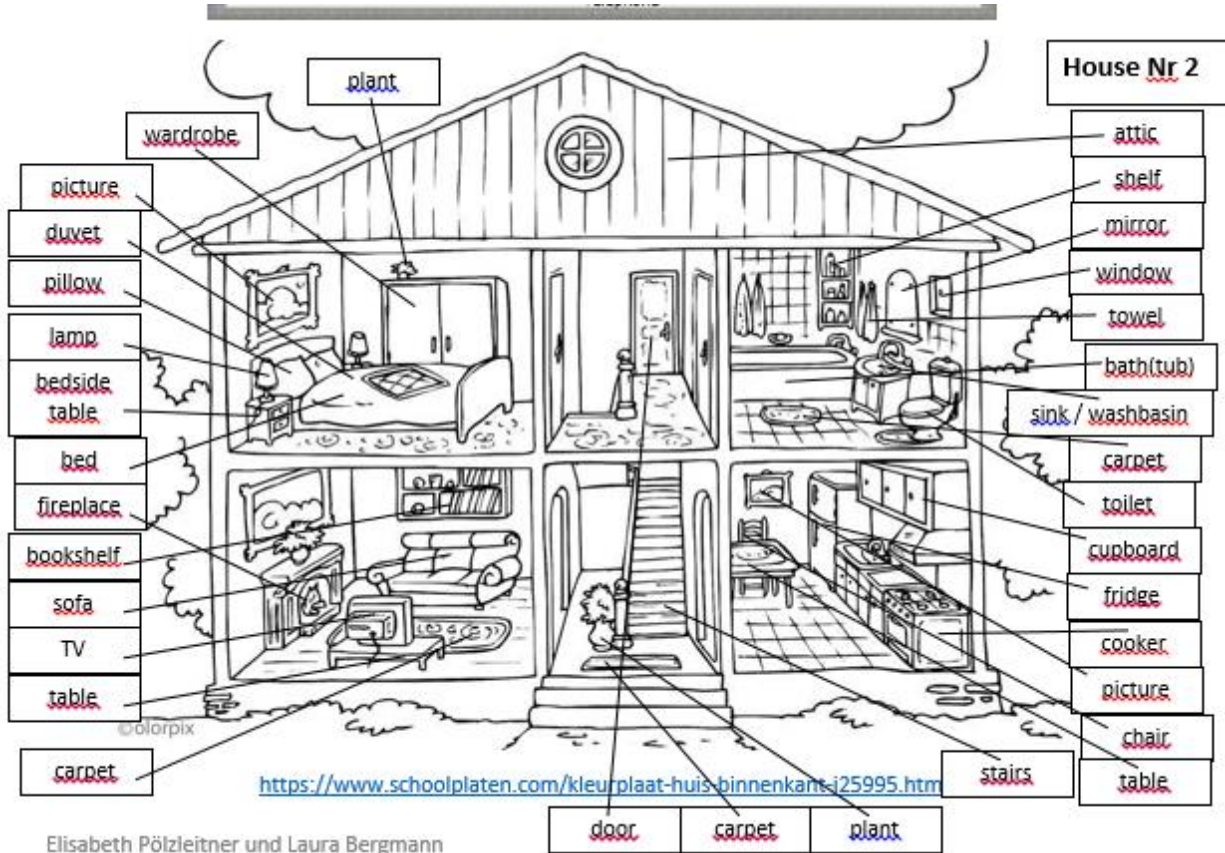 House Nr 2
plant
wardrobe
picture
duvet
pillow
lamp
bedside
table
bed
fireplace
bookshelf
sofa
TV
table
carpet
attic
shelf
mirror
window
towel
bath(tub)
sink / washbasin
carpet
toilet
cupboard
fridge
cooker
picture
chair
table
stairs
door
carpet
plant
©olorpix
https://www.schoolplaten.com/kleurplaat-huis-binnenkant-j25995.htm
Elisabeth Pölzleitner und Laura Bergmann